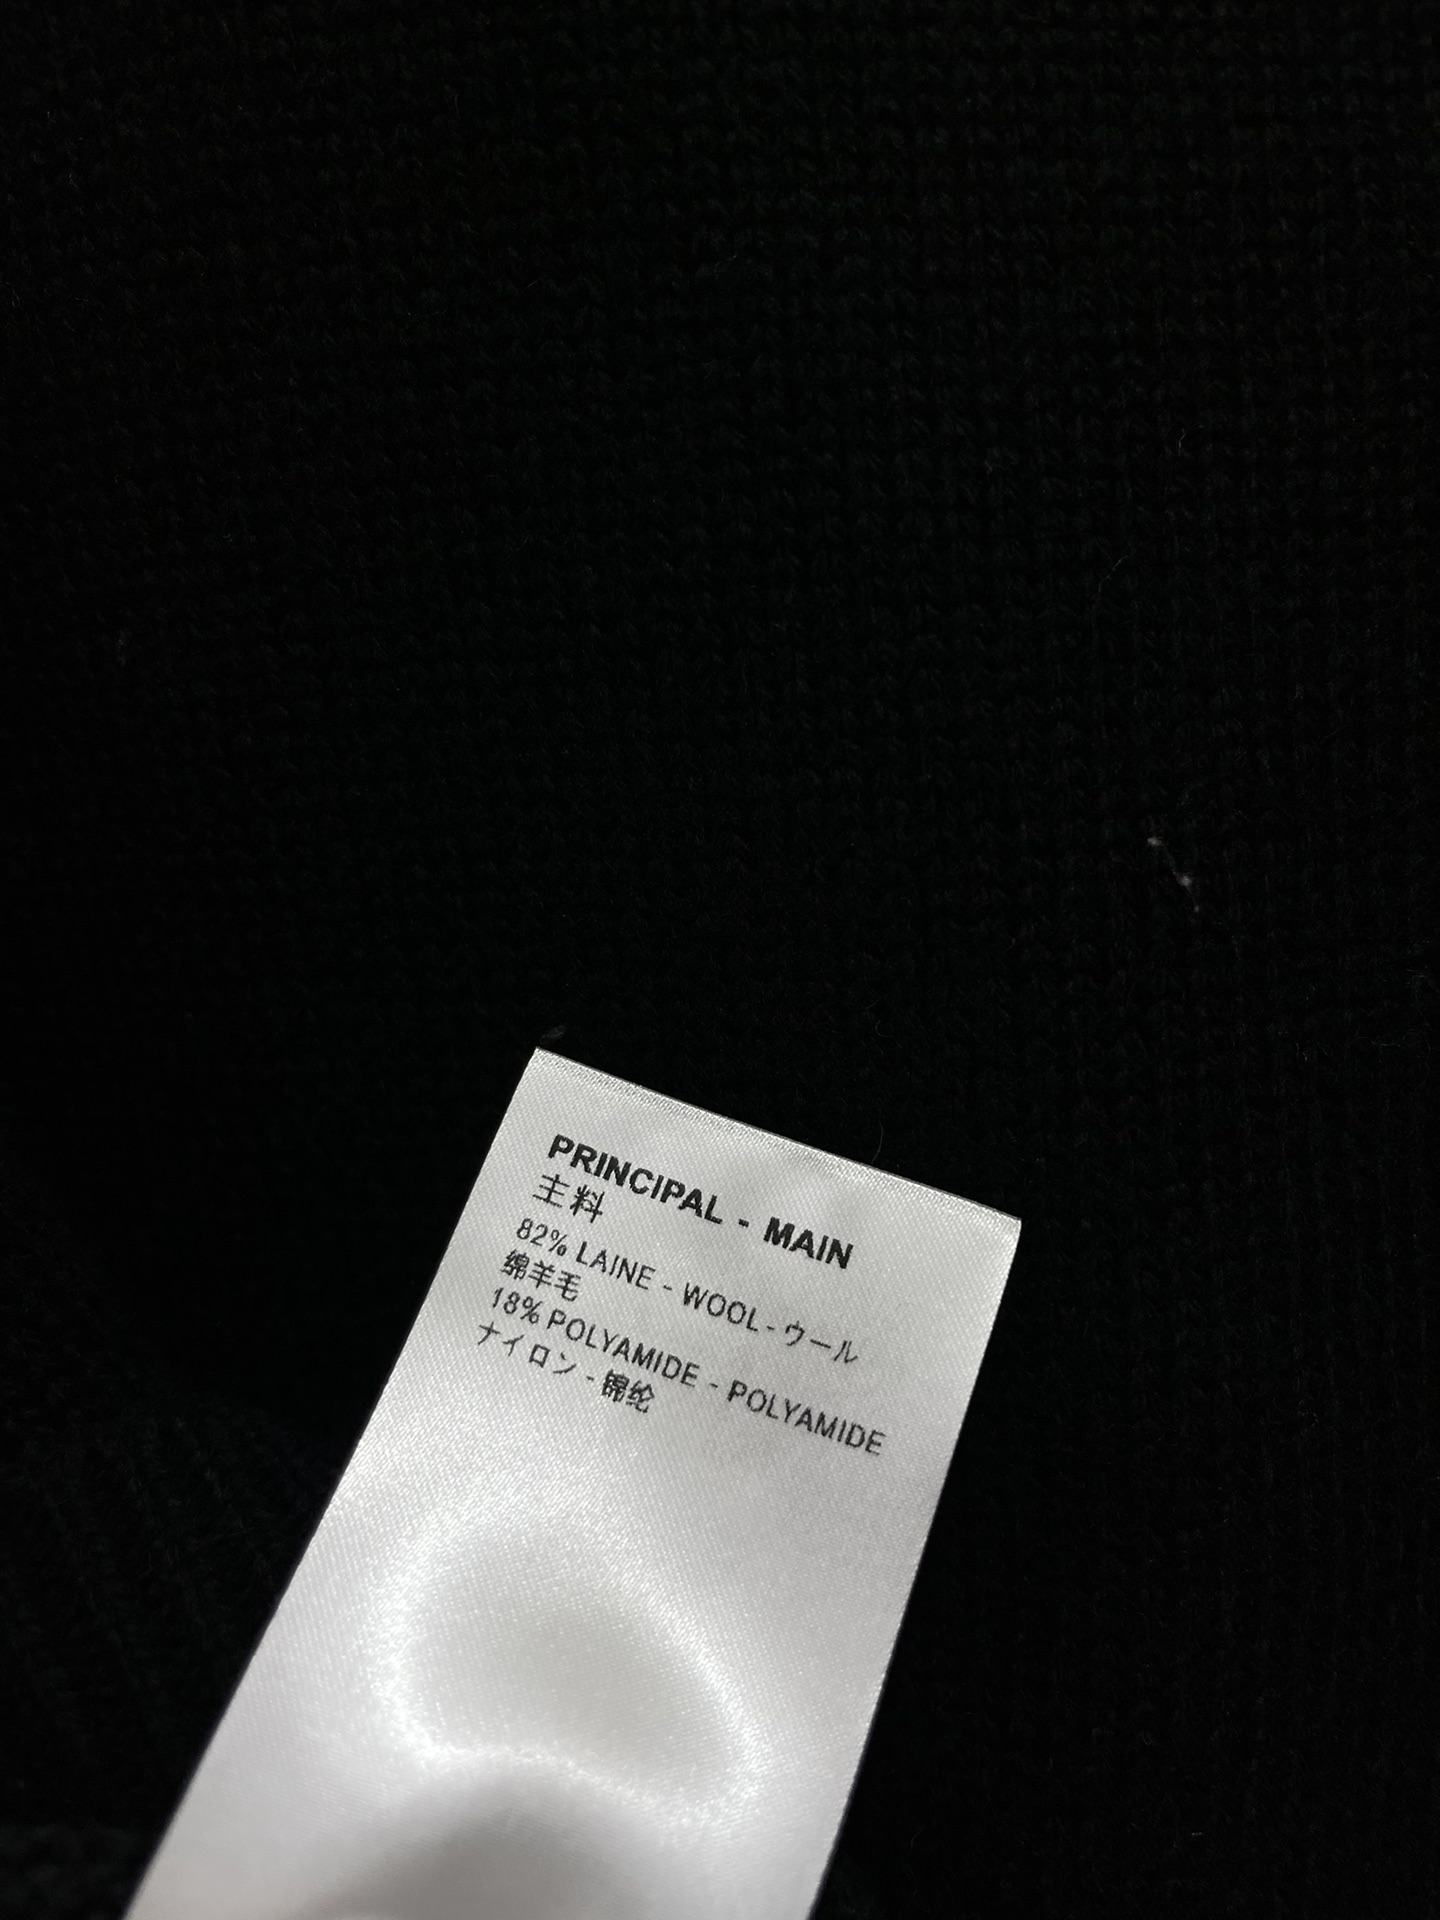 PRINCIPAL - MAIN
主料
82% LAINE - WOOL-ウール
绵羊毛
18% POLYAMIDE - POLYAMIDE
ナイロン - 锦纶